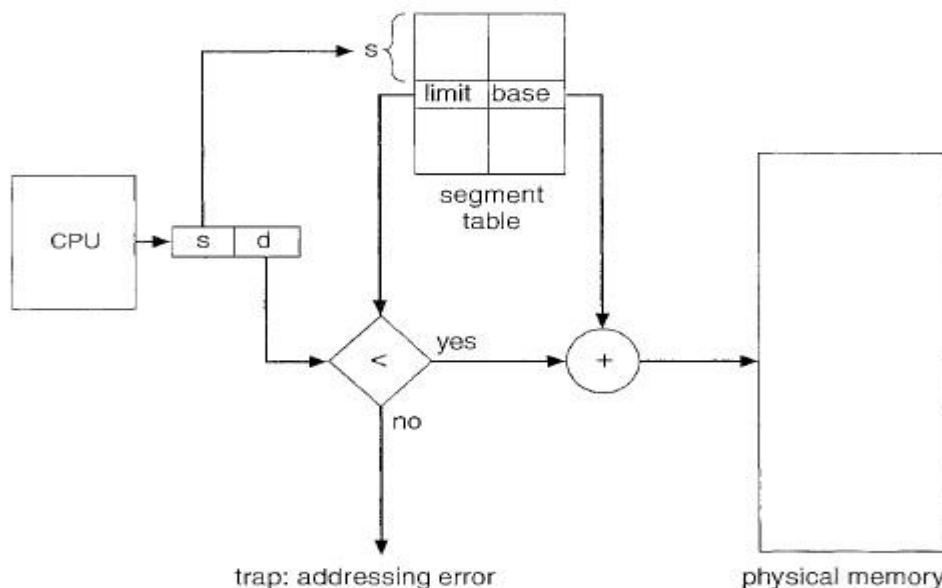 s
limit base
segment
table
CPU
s d
<
yes
+
no
trap: addressing error
physical memory